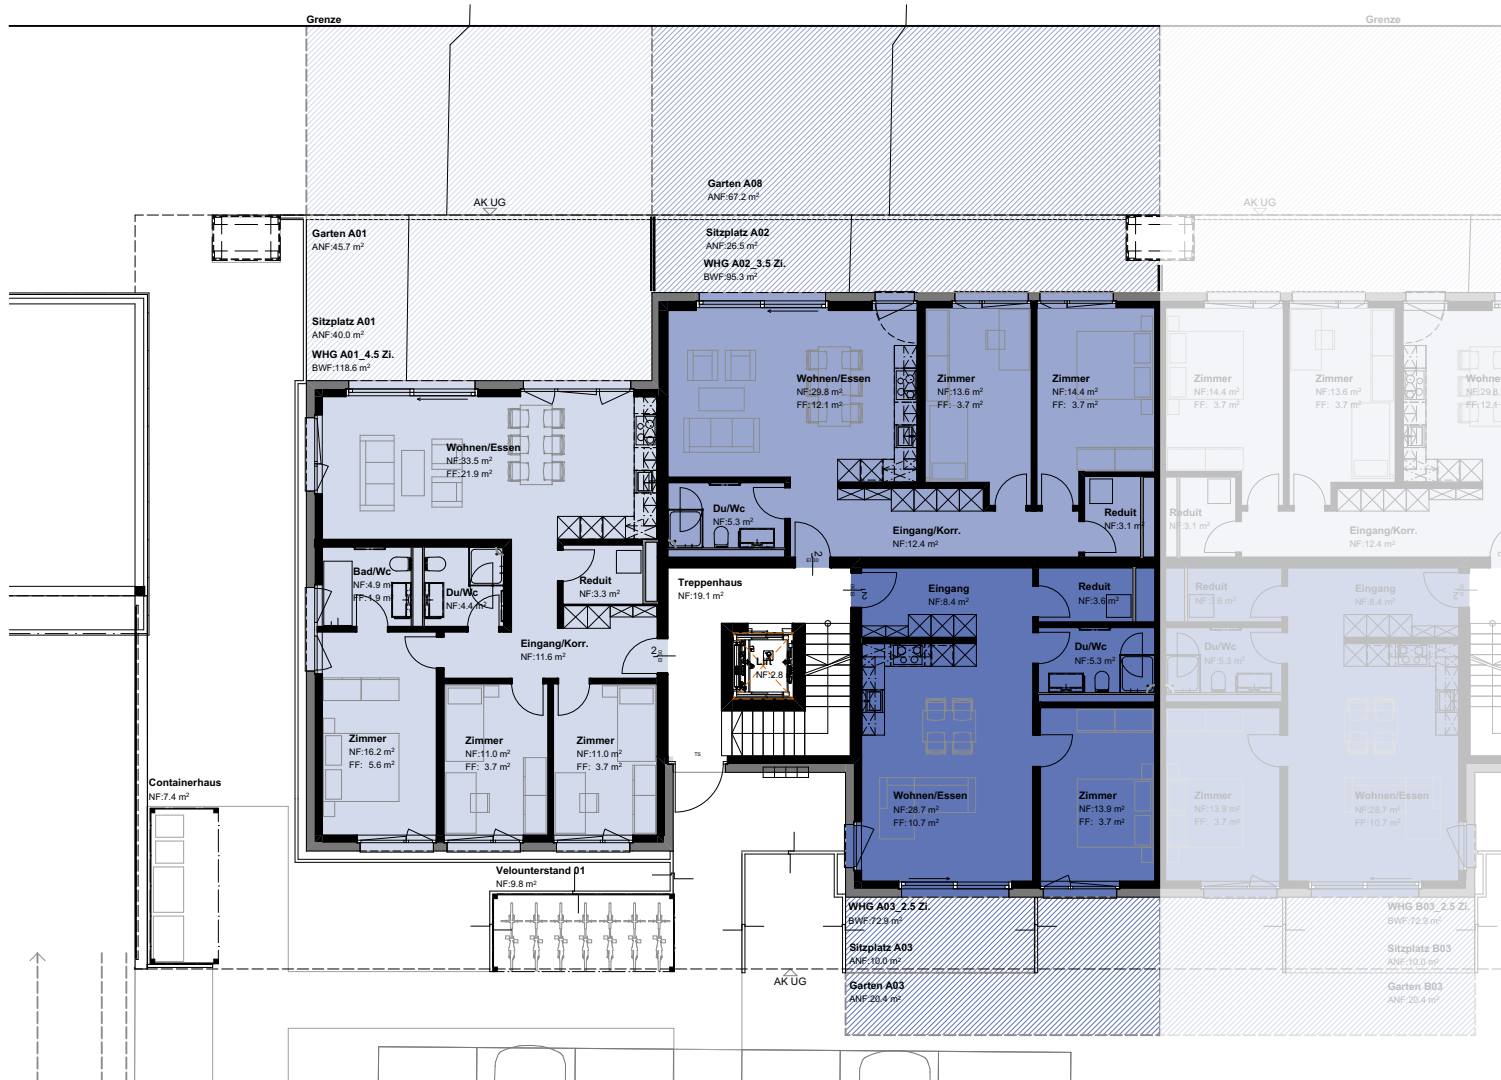 Grenze
Grenze
Garten A08
ANF:67.2 m²
AK UG
AK UG
Garten A01
ANF:45.7 m²
Sitzplatz A02
ANF:26.5 m²
WHG A02_3.5 Zi.
BWF:95.3 m²
Sitzplatz A01
ANF:40.0 m²
WHG A01_4.5 Zi.
BWF:118.6 m²
Wohnen/Essen
NF:29.8 m²
FF:12.1 m²
Zimmer
NF:13.6 m²
FF: 3.7 m²
Zimmer
NF:14.4 m²
FF: 3.7 m²
Zimmer
NF:14.4 m²
FF: 3.7 m²
Zimmer
NF:13.6 m²
FF: 3.7 m²
Wohnen
NF:29.8
FF:12.1
Wohnen/Essen
NF:33.5 m²
FF:21.9 m²
Du/Wc
NF:5.3 m²
Eingang/Korr.
NF:12.4 m²
Reduit
NF:3.1 m²
Reduit
NF:3.1 m²
Eingang/Korr.
NF:12.4 m²
Bad/Wc
NF:4.9 m²
FF:1.9 m²
Du/Wc
NF:4.4 m²
Reduit
NF:3.3 m²
Treppenhaus
NF:19.1 m²
Eingang
NF:8.4 m²
Reduit
NF:3.6 m²
Reduit
NF:3.6 m²
Eingang
NF:8.4 m²
Eingang/Korr.
NF:11.6 m²
Lift
NF:2.8
Du/Wc
NF:5.3 m²
Du/Wc
NF:5.3 m²
Zimmer
NF:16.2 m²
FF: 5.6 m²
Zimmer
NF:11.0 m²
FF: 3.7 m²
Zimmer
NF:11.0 m²
FF: 3.7 m²
TS
Wohnen/Essen
NF:28.7 m²
FF:10.7 m²
Zimmer
NF:13.9 m²
FF: 3.7 m²
Zimmer
NF:13.9 m²
FF: 3.7 m²
Wohnen/Essen
NF:28.7 m²
FF:10.7 m²
Containerhaus
NF:7.4 m²
Velounterstand 01
NF:9.8 m²
WHG A03_2.5 Zi.
BWF:72.9 m²
Sitzplatz A03
ANF:10.0 m²
Garten A03
ANF:20.4 m²
WHG B03_2.5 Zi.
BWF:72.9 m²
Sitzplatz B03
ANF:10.0 m²
Garten B03
ANF:20.4 m²
AK UG